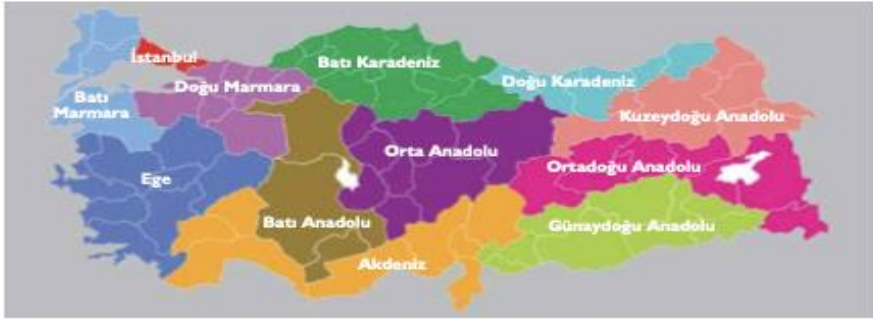 İstanbul
Batı Karadeniz
Doğu Karadeniz
Doğu Marmara
Batı
Marmara
Kuzeydoğu Anadolu
Orta Anadolu
Ortadoğu Anadolu
Ege
Batı Anadolu
Günaydoğu Anadolu
Akdeniz